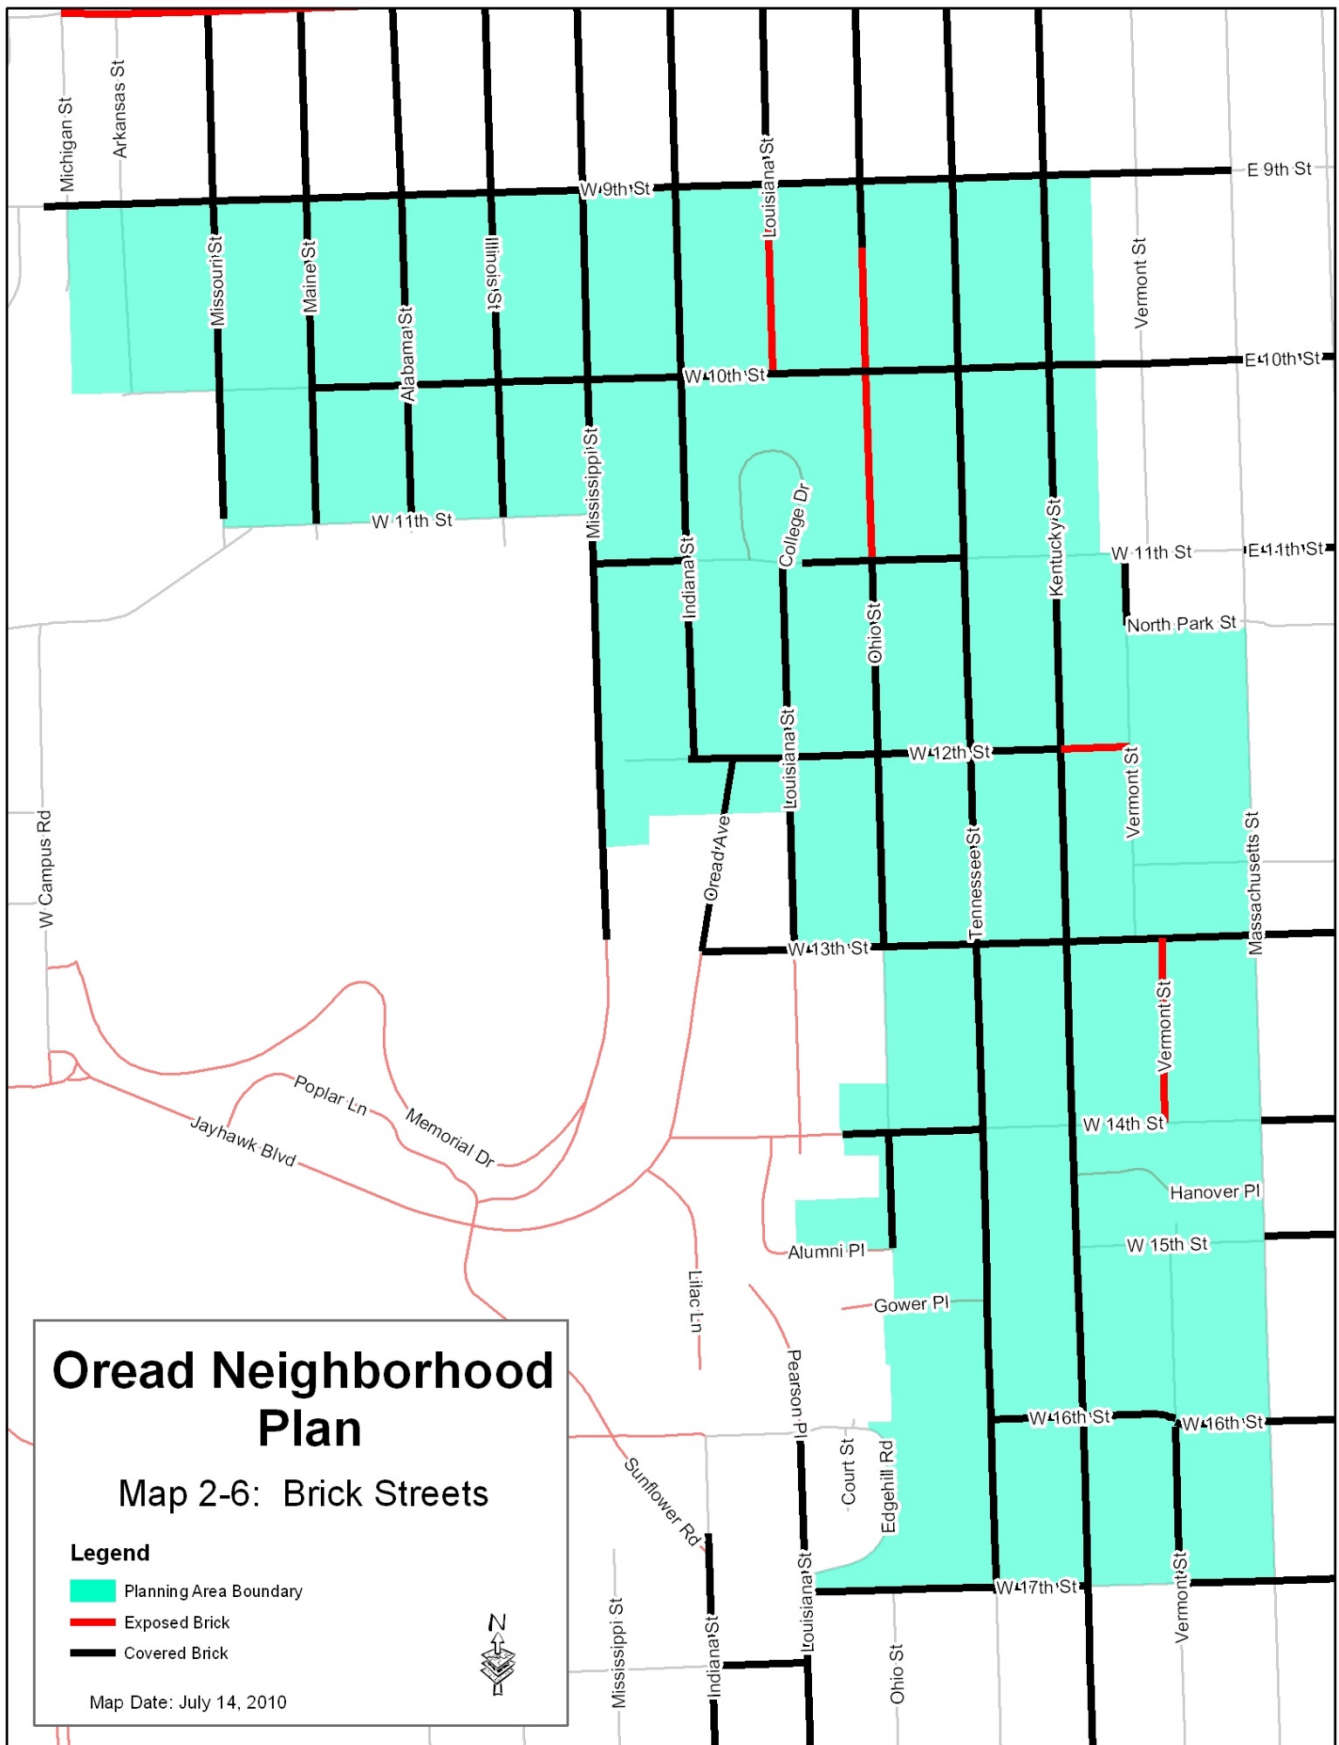 Michigan St
Arkansas St
Louisiana St
W 9th St
E 9th St
Missouri St
Maine St
Alabama St
Illinois St
Vermont St
W 10th St
E 10th St
Mississippi St
College Dr
Kentucky St
W 11th St
W 11th St
E 11th St
Indiana St
Ohio St
North Park St
Louisiana St
W 12th St
Vermont St
W Campus Rd
Oread Ave
Tennessee St
Massachusetts St
W 13th St
Vermont St
Poplar Ln
Memorial Dr
Jayhawk Blvd
W 14th St
Hanover Pl
Alumni Pl
W 15th St
Lilac Ln
Gower Pl
Pearson Pl
W 16th St
W 16th St
Court St
Edgehill Rd
Sunflower Rd
Louisiana St
W 17th St
Vermont St
Mississippi St
Indiana St
Ohio St
Oread Neighborhood
Plan
Map 2-6: Brick Streets
Legend
Planning Area Boundary
Exposed Brick
Covered Brick
N
Map Date: July 14, 2010